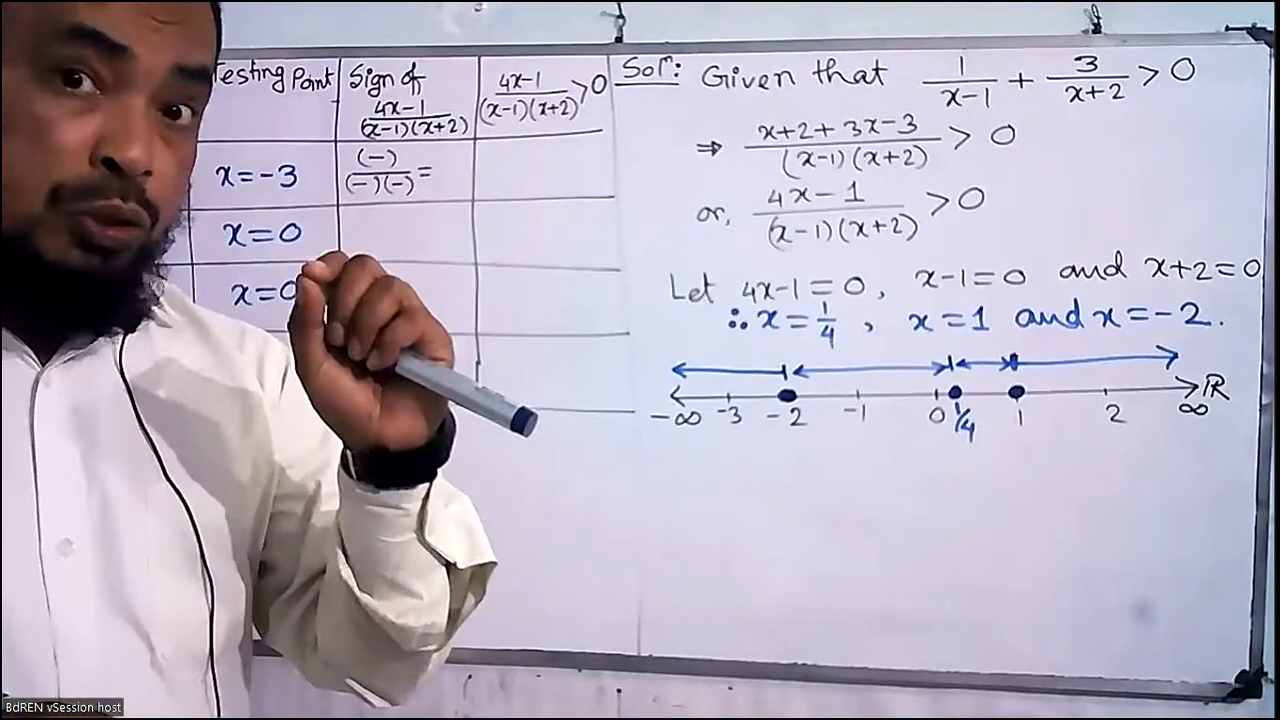 Testing Point
Sign of (4x-1)/((x-1)(x+2))
(4x-1)/((x-1)(x+2)) > 0
x = -3
(-)/((-)(-)) =
x = 0
x = 0
Solⁿ: Given that 1/(x-1) + 3/(x+2) > 0
⇒ (x+2+3x-3)/((x-1)(x+2)) > 0
or, (4x-1)/((x-1)(x+2)) > 0
Let 4x-1=0, x-1=0 and x+2=0
∴ x = 1/4, x = 1 and x = -2.
-∞ -3 -2 -1 0 1/4 1 2 ∞ ℝ
BdREN vSession host